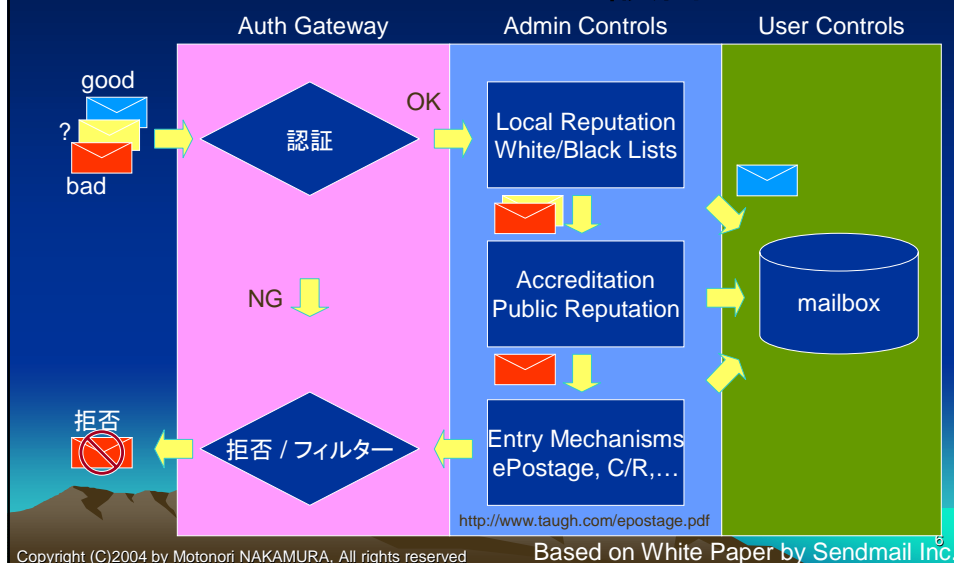 Auth Gateway
Admin Controls
User Controls
good
?
bad
認証
OK
Local Reputation
White/Black Lists
NG
Accreditation
Public Reputation
mailbox
拒否
拒否 / フィルター
Entry Mechanisms
ePostage, C/R,…
http://www.taugh.com/epostage.pdf
Copyright (C)2004 by Motonori NAKAMURA, All rights reserved
Based on White Paper by Sendmail Inc.
6